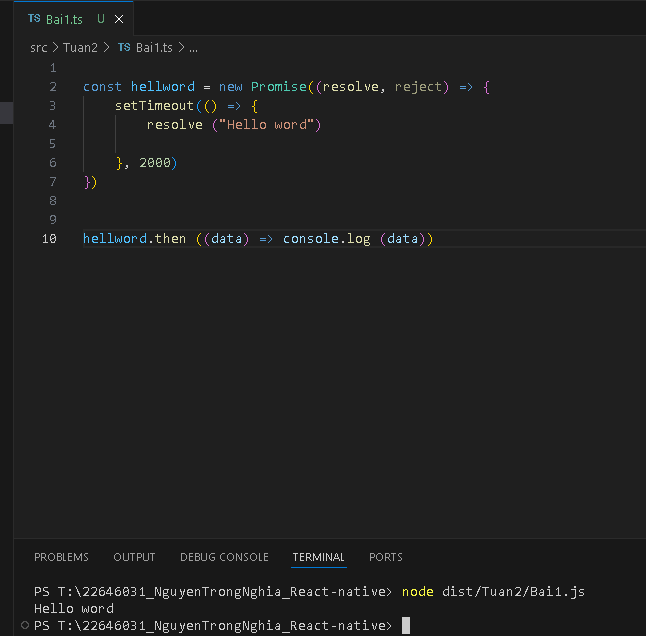 TS Bai1.ts U ×
src > Tuan2 > TS Bai1.ts > ...
1
2 const hellword = new Promise((resolve, reject) => {
3 setTimeout(() => {
4 resolve ("Hello word")
5
6 }, 2000)
7 })
8
9
10 hellword.then ((data) => console.log (data))
PROBLEMS OUTPUT DEBUG CONSOLE TERMINAL PORTS
PS T:\22646031_NguyenTrongNghia_React-native> node dist/Tuan2/Bai1.js
Hello word
PS T:\22646031_NguyenTrongNghia_React-native>